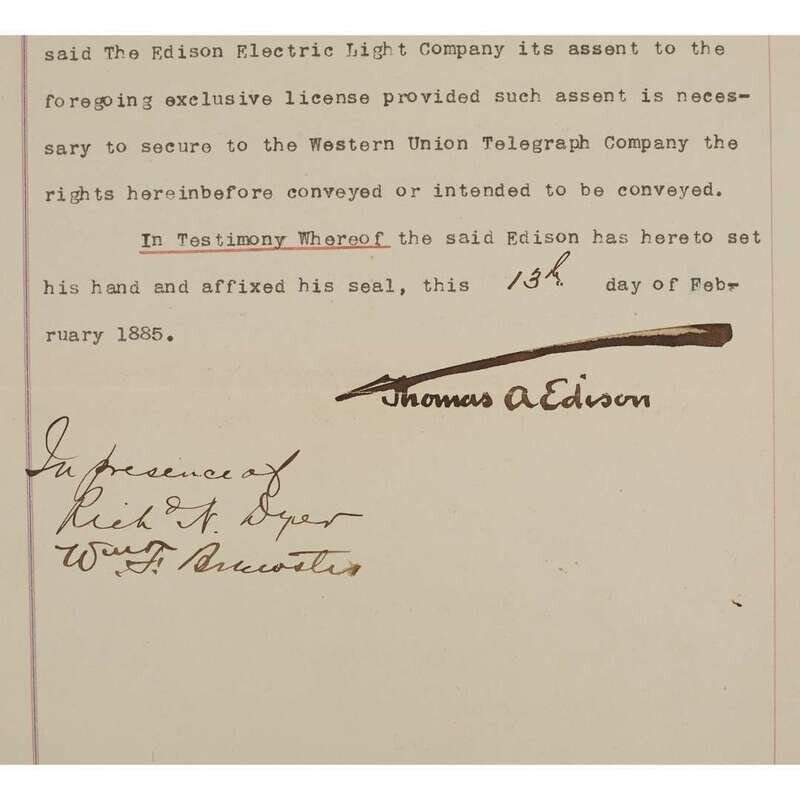 said The Edison Electric Light Company its assent to the
foregoing exclusive license provided such assent is neces-
sary to secure to the Western Union Telegraph Company the
rights hereinbefore conveyed or intended to be conveyed.
In Testimony Whereof the said Edison has hereto set
his hand and affixed his seal, this 13th day of Feb-
ruary 1885.
Thomas A Edison
In presence of
Richd N. Dyer
Wm F.